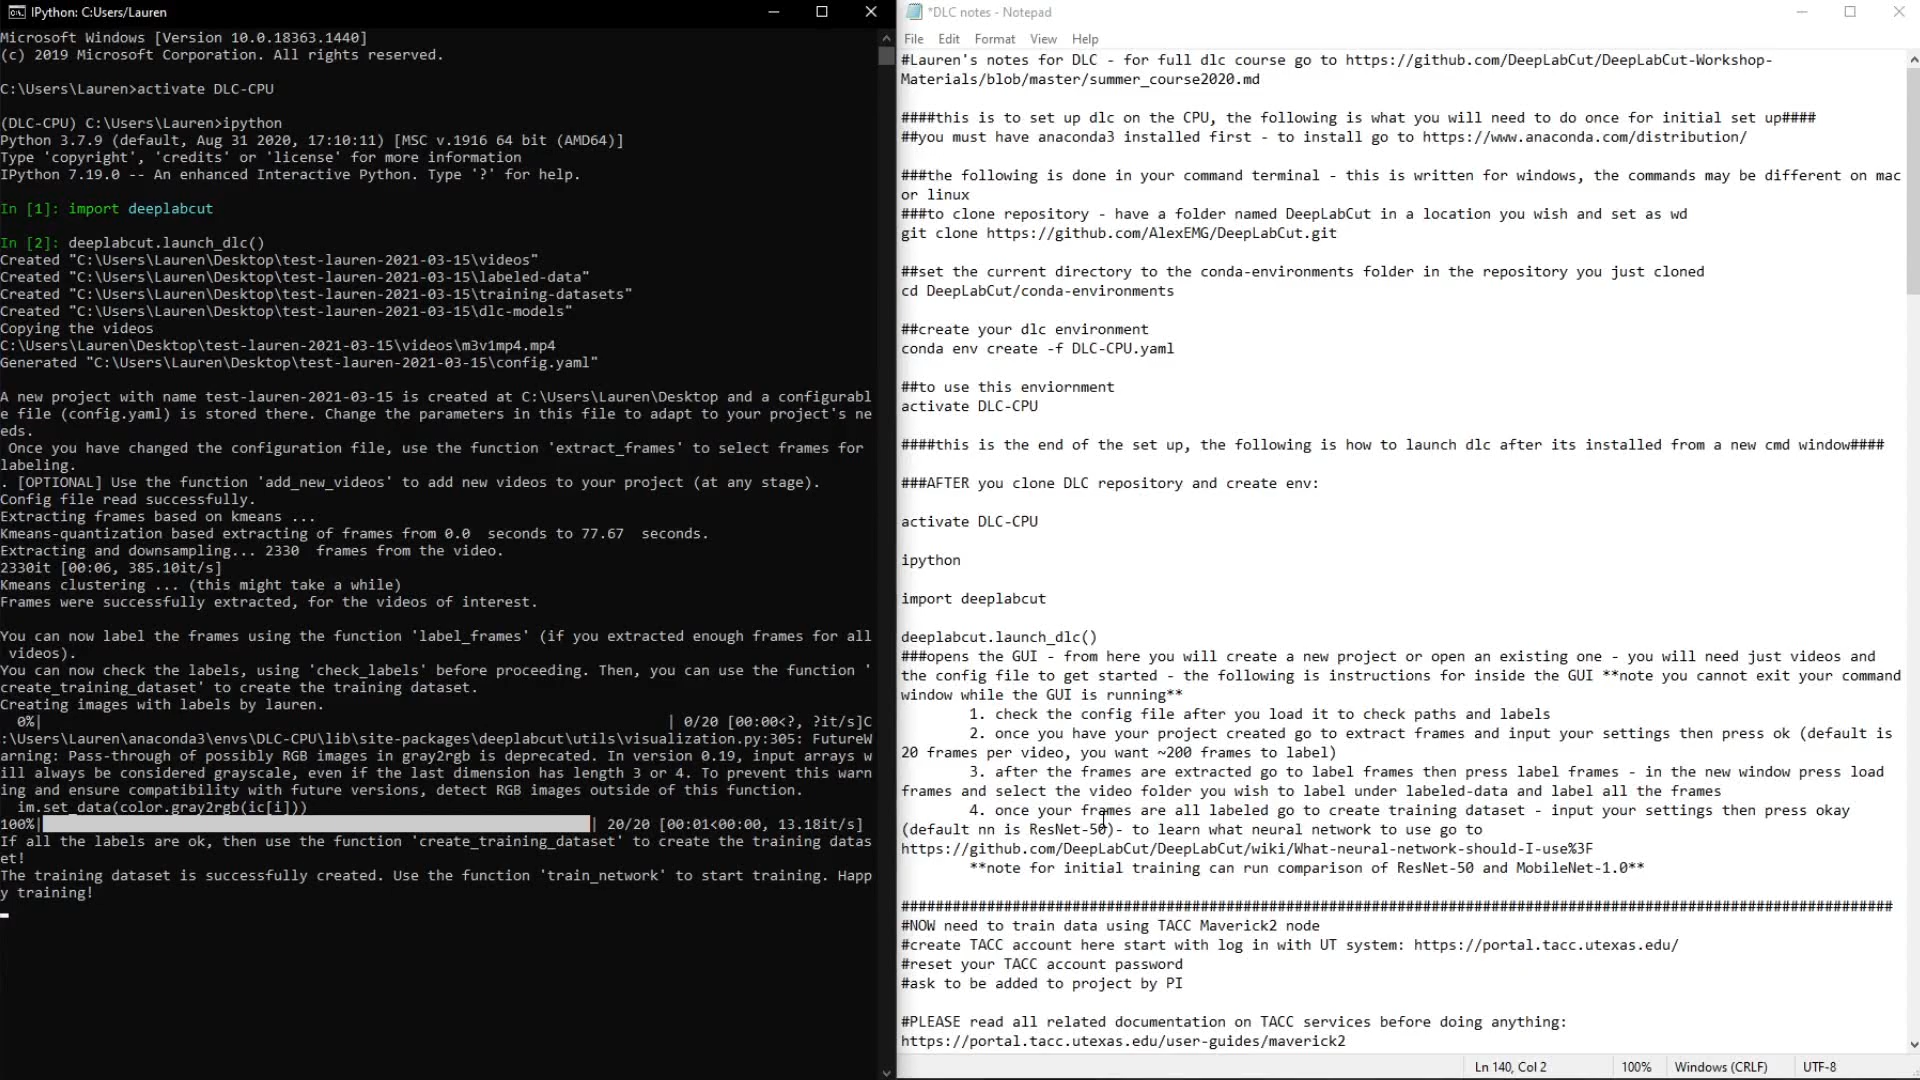 IPython: C:Users/Lauren
Microsoft Windows [Version 10.0.18363.1440]
(c) 2019 Microsoft Corporation. All rights reserved.
C:\Users\Lauren>activate DLC-CPU
(DLC-CPU) C:\Users\Lauren>ipython
Python 3.7.9 (default, Aug 31 2020, 17:10:11) [MSC v.1916 64 bit (AMD64)]
Type 'copyright', 'credits' or 'license' for more information
IPython 7.19.0 -- An enhanced Interactive Python. Type '?' for help.
In [1]: import deeplabcut
In [2]: deeplabcut.launch_dlc()
Created "C:\Users\Lauren\Desktop\test-lauren-2021-03-15\videos"
Created "C:\Users\Lauren\Desktop\test-lauren-2021-03-15\labeled-data"
Created "C:\Users\Lauren\Desktop\test-lauren-2021-03-15\training-datasets"
Created "C:\Users\Lauren\Desktop\test-lauren-2021-03-15\dlc-models"
Copying the videos
C:\Users\Lauren\Desktop\test-lauren-2021-03-15\videos\m3v1mp4.mp4
Generated "C:\Users\Lauren\Desktop\test-lauren-2021-03-15\config.yaml"
A new project with name test-lauren-2021-03-15 is created at C:\Users\Lauren\Desktop and a configurabl
e file (config.yaml) is stored there. Change the parameters in this file to adapt to your project's ne
eds.
Once you have changed the configuration file, use the function 'extract_frames' to select frames for
labeling.
. [OPTIONAL] Use the function 'add_new_videos' to add new videos to your project (at any stage).
Config file read successfully.
Extracting frames based on kmeans ...
Kmeans-quantization based extracting of frames from 0.0  seconds to 77.67  seconds.
Extracting and downsampling... 2330  frames from the video.
2330it [00:06, 385.10it/s]
Kmeans clustering ... (this might take a while)
Frames were successfully extracted, for the videos of interest.
You can now label the frames using the function 'label_frames' (if you extracted enough frames for all
videos).
You can now check the labels, using 'check_labels' before proceeding. Then, you can use the function '
create_training_dataset' to create the training dataset.
Creating images with labels by lauren.
0%| | 0/20 [00:00<?, ?it/s]C
:\Users\Lauren\anaconda3\envs\DLC-CPU\lib\site-packages\deeplabcut\utils\visualization.py:305: FutureW
arning: Pass-through of possibly RGB images in gray2rgb is deprecated. In version 0.19, input arrays w
ill always be considered grayscale, even if the last dimension has length 3 or 4. To prevent this warn
ing and ensure compatibility with future versions, detect RGB images outside of this function.
im.set_data(color.gray2rgb(ic[i]))
100%| | 20/20 [00:01<00:00, 13.18it/s]
If all the labels are ok, then use the function 'create_training_dataset' to create the training datas
et!
The training dataset is successfully created. Use the function 'train_network' to start training. Happ
y training!
*DLC notes - Notepad
File Edit Format View Help
#Lauren's notes for DLC - for full dlc course go to https://github.com/DeepLabCut/DeepLabCut-Workshop-
Materials/blob/master/summer_course2020.md
####this is to set up dlc on the CPU, the following is what you will need to do once for initial set up####
##you must have anaconda3 installed first - to install go to https://www.anaconda.com/distribution/
###the following is done in your command terminal - this is written for windows, the commands may be different on mac
or linux
###to clone repository - have a folder named DeepLabCut in a location you wish and set as wd
git clone https://github.com/AlexEMG/DeepLabCut.git
##set the current directory to the conda-environments folder in the repository you just cloned
cd DeepLabCut/conda-environments
##create your dlc environment
conda env create -f DLC-CPU.yaml
##to use this enviornment
activate DLC-CPU
####this is the end of the set up, the following is how to launch dlc after its installed from a new cmd window####
###AFTER you clone DLC repository and create env:
activate DLC-CPU
ipython
import deeplabcut
deeplabcut.launch_dlc()
###opens the GUI - from here you will create a new project or open an existing one - you will need just videos and
the config file to get started - the following is instructions for inside the GUI **note you cannot exit your command
window while the GUI is running**
1. check the config file after you load it to check paths and labels
2. once you have your project created go to extract frames and input your settings then press ok (default is
20 frames per video, you want ~200 frames to label)
3. after the frames are extracted go to label frames then press label frames - in the new window press load
frames and select the video folder you wish to label under labeled-data and label all the frames
4. once your frames are all labeled go to create training dataset - input your settings then press okay
(default nn is ResNet-50)- to learn what neural network to use go to
https://github.com/DeepLabCut/DeepLabCut/wiki/What-neural-network-should-I-use%3F
**note for initial training can run comparison of ResNet-50 and MobileNet-1.0**
####################################################################################################################
#NOW need to train data using TACC Maverick2 node
#create TACC account here start with log in with UT system: https://portal.tacc.utexas.edu/
#reset your TACC account password
#ask to be added to project by PI
#PLEASE read all related documentation on TACC services before doing anything:
https://portal.tacc.utexas.edu/user-guides/maverick2
Ln 140, Col 2 100% Windows (CRLF) UTF-8